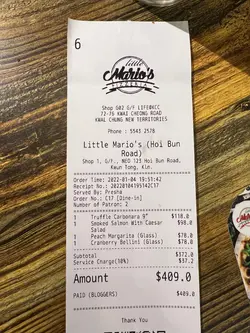 6
little
Mario's
PIZZERIA
Shop 602 G/F LIFE@KCC
72-76 KWAI CHEONG ROAD
KWAI CHUNG NEW TERRITORIES
Phone : 5543 2578
Little Mario's (Hoi Bun
Road)
Shop 1, G/F., NEO 123 Hoi Bun Road,
Kwun Tong, Kln.
Order Time: 2022-01-04 19:51:42
Receipt No.: 20220104195142C17
Served By: Presha
Order No.: C17 [Dine-in]
Number of Patron: 2
1 Truffle Carbonara 9" $118.0
1 Smoked Salmon With Caesar $98.0
Salad
1 Peach Margarita (Glass) $78.0
1 Cranberry Bellini (Glass) $78.0
Subtotal $372.0
Service Charge(10%) $37.2
Amount $409.0
PAID (BLOGGERS) $409.0
Thank You